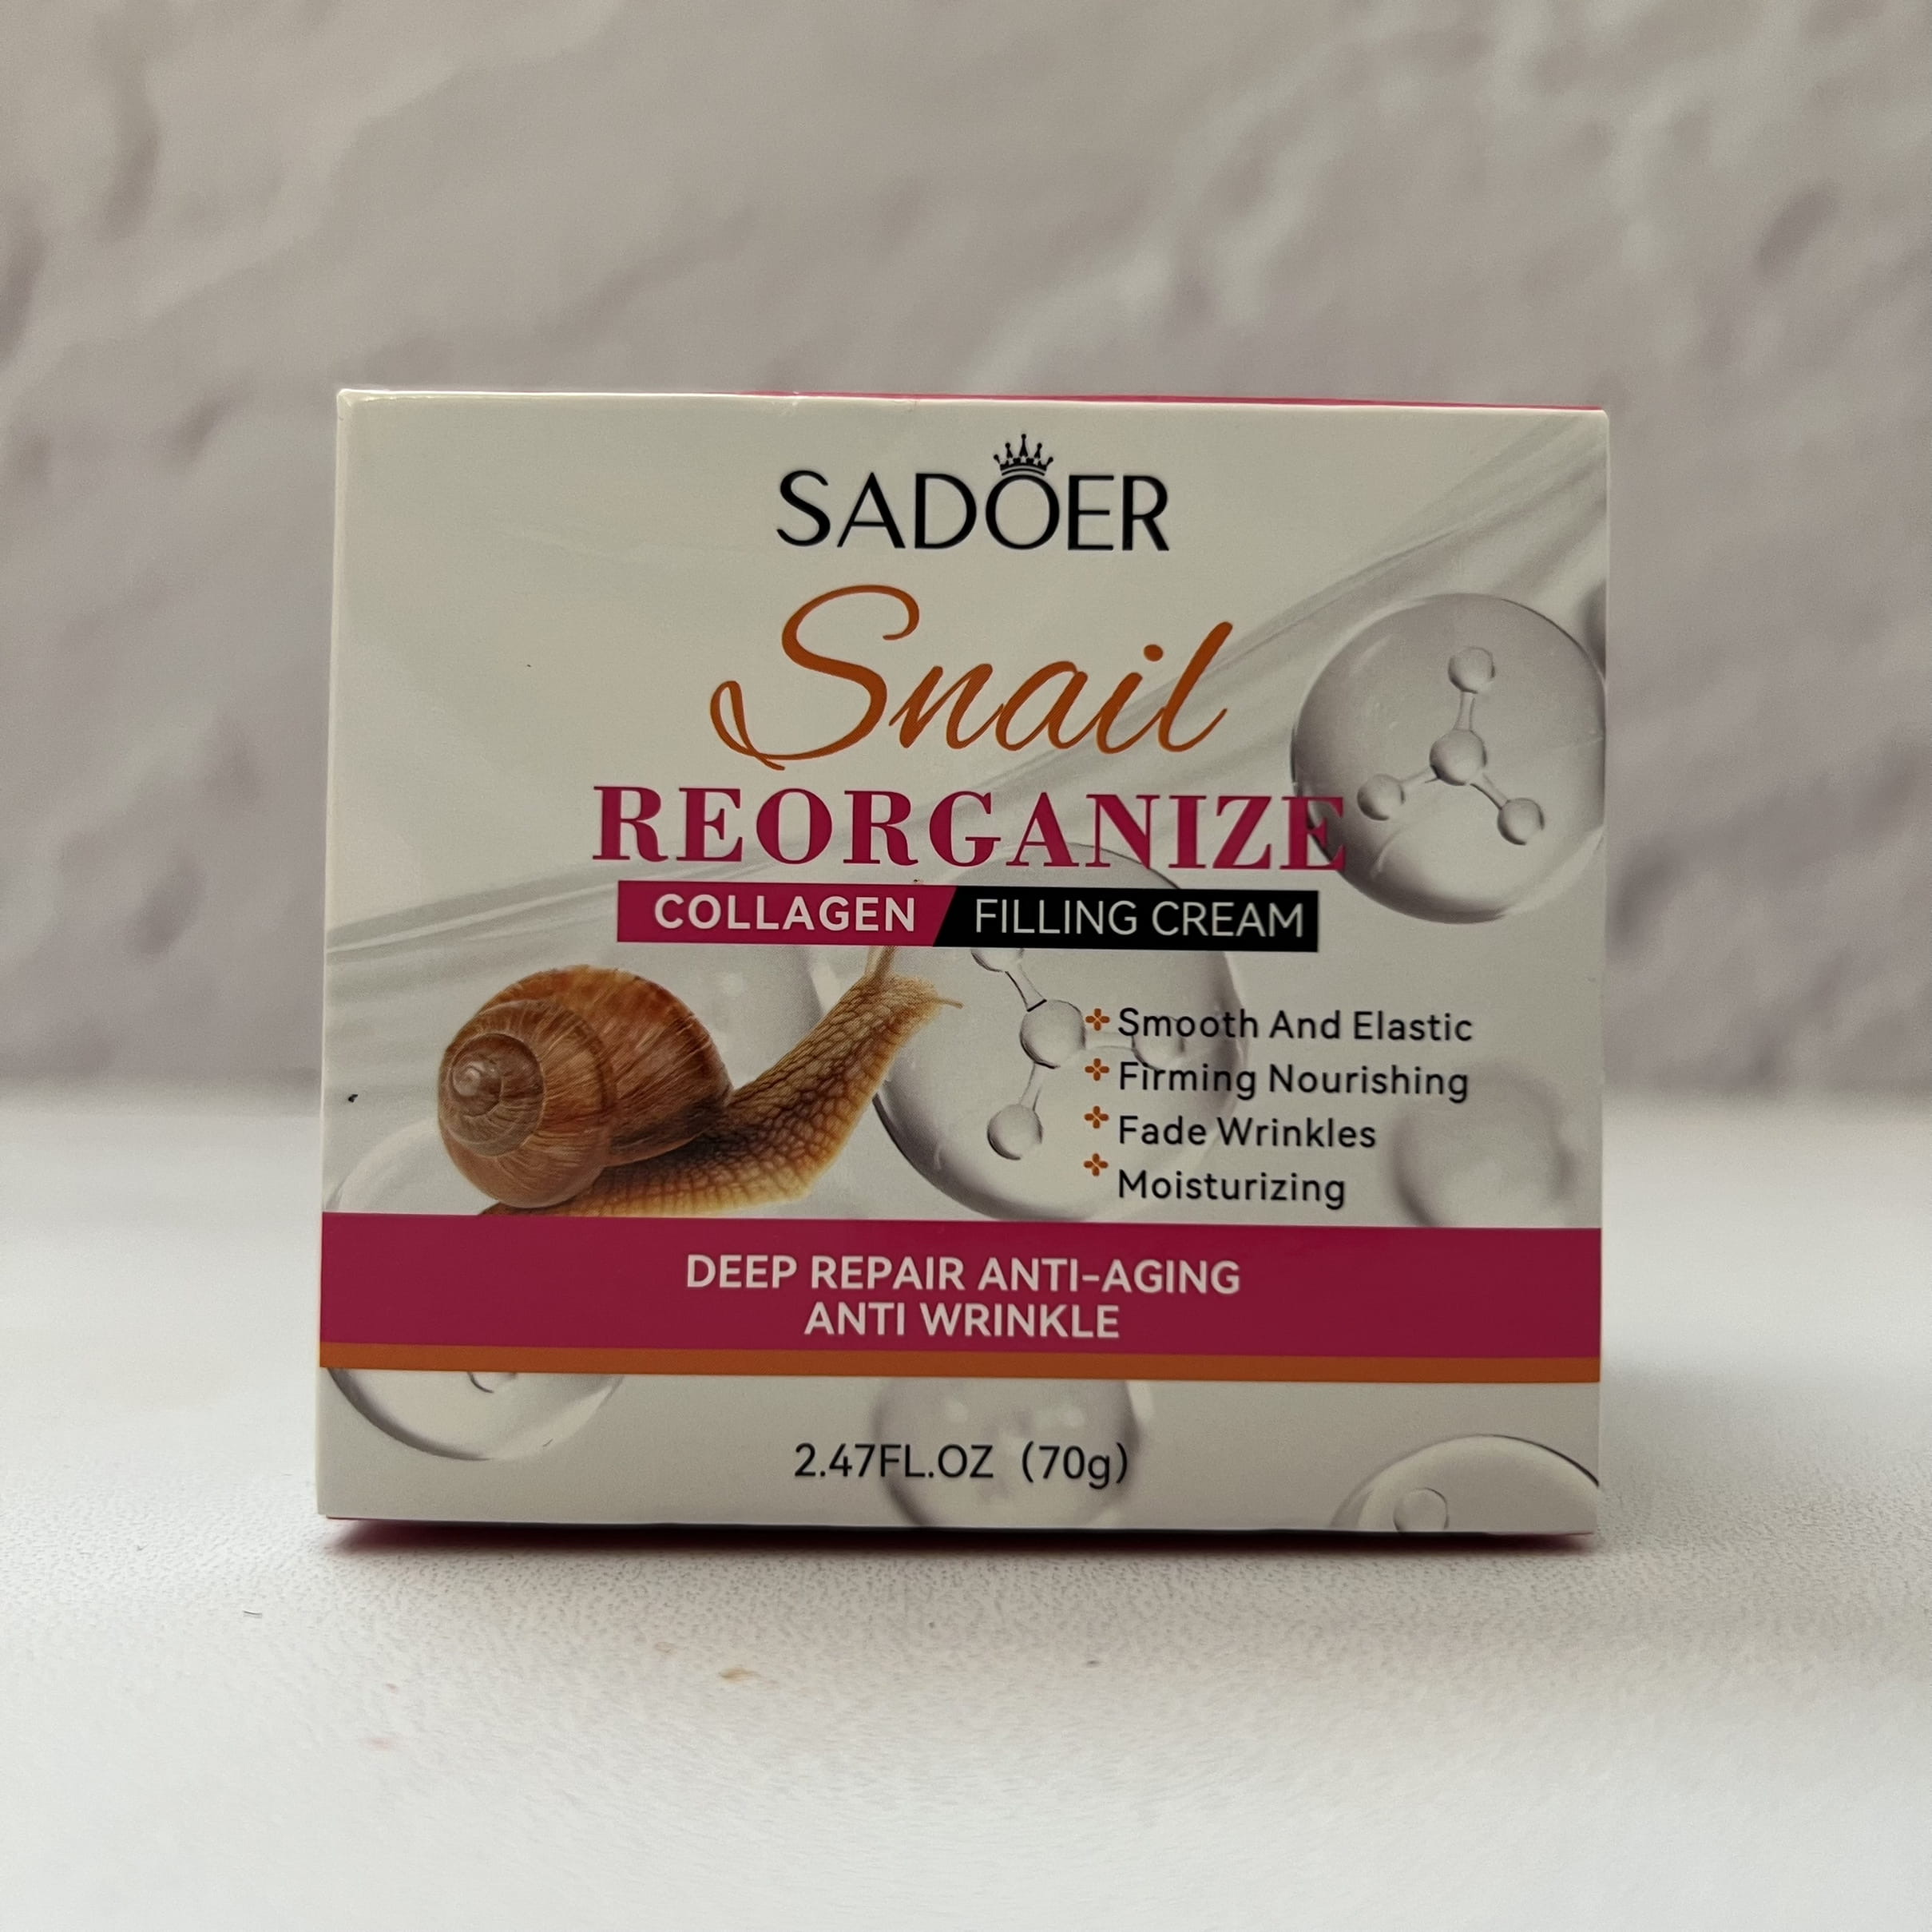 SADOER
Snail
REORGANIZE
COLLAGEN FILLING CREAM
Smooth And Elastic
Firming Nourishing
Fade Wrinkles
Moisturizing
DEEP REPAIR ANTI-AGING
ANTI WRINKLE
2.47FL.OZ (70g)